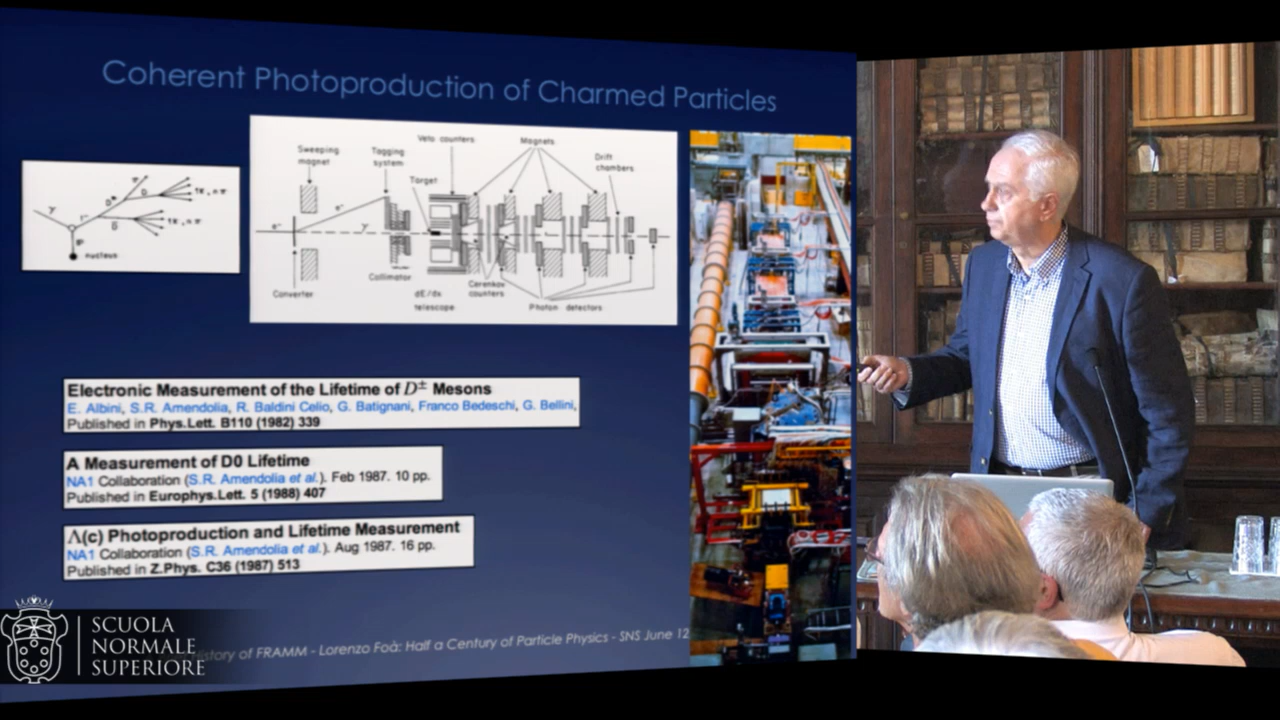 Coherent Photoproduction of Charmed Particles
nucleus
Sweeping magnet
Tagging system
Veto counters
Target
Magnets
Drift chambers
e⁻
e⁻
γ
Converter
Collimator
dE/dx telescope
Cerenkov counters
Photon detectors
Electronic Measurement of the Lifetime of D± Mesons
E. Albini, S.R. Amendolia, R. Baldini Celio, G. Batignani, Franco Bedeschi, G. Bellini,
Published in Phys.Lett. B110 (1982) 339
A Measurement of D0 Lifetime
NA1 Collaboration (S.R. Amendolia et al.). Feb 1987. 10 pp.
Published in Europhys.Lett. 5 (1988) 407
Λ(c) Photoproduction and Lifetime Measurement
NA1 Collaboration (S.R. Amendolia et al.). Aug 1987. 16 pp.
Published in Z.Phys. C36 (1987) 513
History of FRAMM - Lorenzo Foà: Half a Century of Particle Physics - SNS June 12
SCUOLA
NORMALE
SUPERIORE